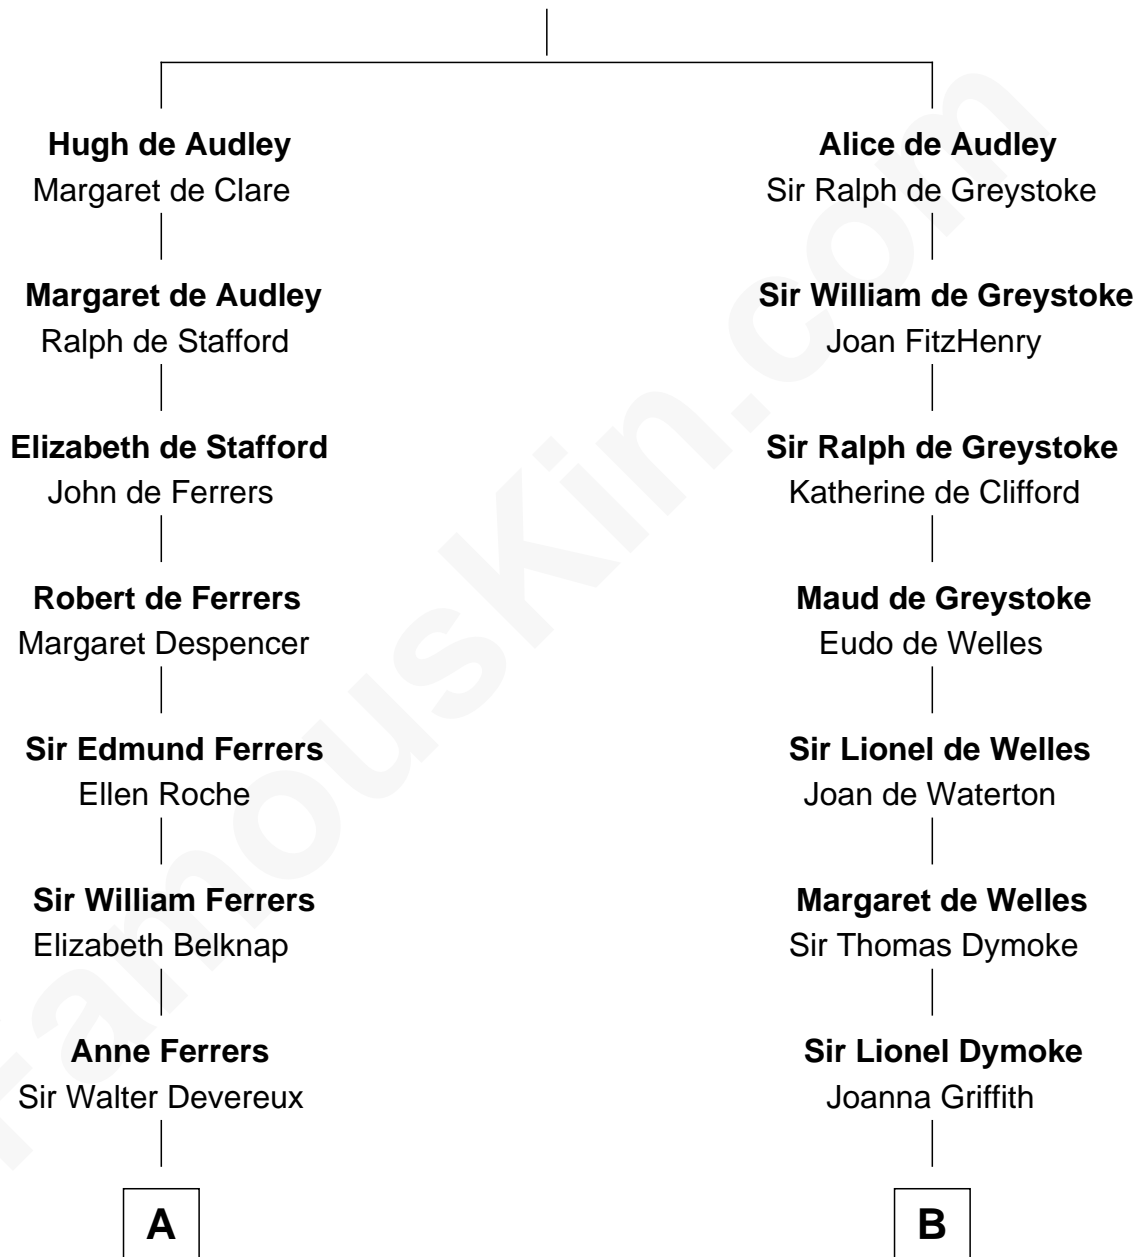 Hugh de Audley
Margaret de Clare
Margaret de Audley
Ralph de Stafford
Elizabeth de Stafford
John de Ferrers
Robert de Ferrers
Margaret Despencer
Sir Edmund Ferrers
Ellen Roche
Sir William Ferrers
Elizabeth Belknap
Anne Ferrers
Sir Walter Devereux
A
Alice de Audley
Sir Ralph de Greystoke
Sir William de Greystoke
Joan FitzHenry
Sir Ralph de Greystoke
Katherine de Clifford
Maud de Greystoke
Eudo de Welles
Sir Lionel de Welles
Joan de Waterton
Margaret de Welles
Sir Thomas Dymoke
Sir Lionel Dymoke
Joanna Griffith
B
FamousKin.com